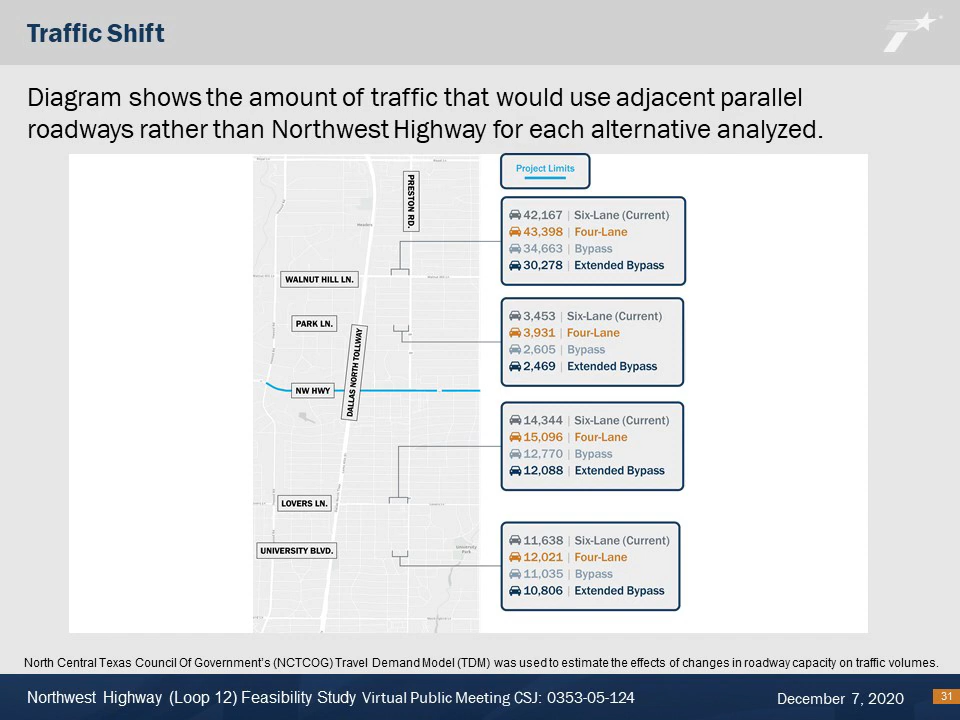 Traffic Shift
Diagram shows the amount of traffic that would use adjacent parallel
roadways rather than Northwest Highway for each alternative analyzed.
Project Limits
PRESTON RD.
42,167 | Six-Lane (Current)
43,398 | Four-Lane
34,663 | Bypass
30,278 | Extended Bypass
WALNUT HILL LN.
PARK LN.
3,453 | Six-Lane (Current)
3,931 | Four-Lane
2,605 | Bypass
2,469 | Extended Bypass
DALLAS NORTH TOLLWAY
NW HWY
14,344 | Six-Lane (Current)
15,096 | Four-Lane
12,770 | Bypass
12,088 | Extended Bypass
LOVERS LN.
UNIVERSITY BLVD.
University
Park
11,638 | Six-Lane (Current)
12,021 | Four-Lane
11,035 | Bypass
10,806 | Extended Bypass
North Central Texas Council Of Government's (NCTCOG) Travel Demand Model (TDM) was used to estimate the effects of changes in roadway capacity on traffic volumes.
Northwest Highway (Loop 12) Feasibility Study Virtual Public Meeting CSJ: 0353-05-124
December 7, 2020
31